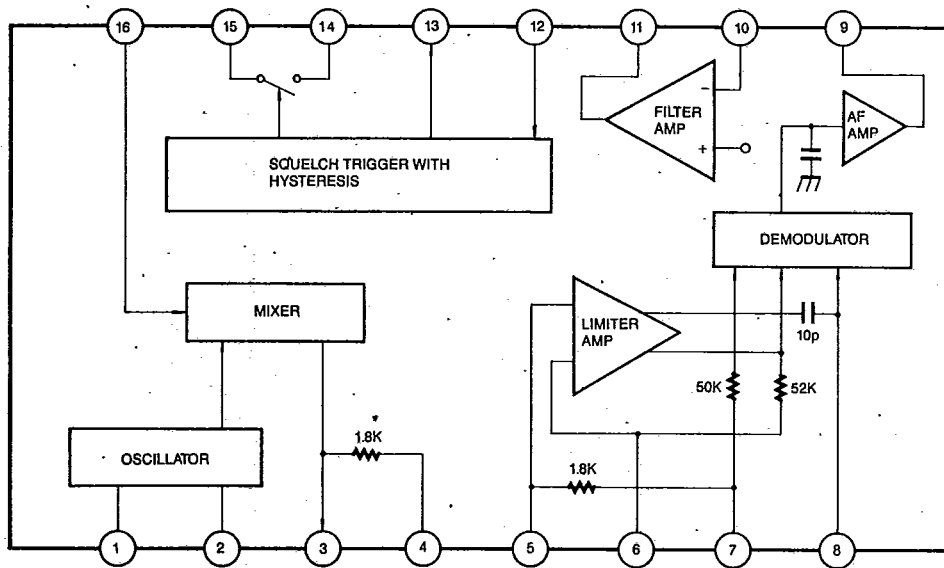 16 15 14 13 12 11 10 9
FILTER
AMP
−
+
AF
AMP
SQUELCH TRIGGER WITH
HYSTERESIS
DEMODULATOR
MIXER
LIMITER
AMP
10p
50K
52K
OSCILLATOR
1.8K
1.8K
1 2 3 4 5 6 7 8